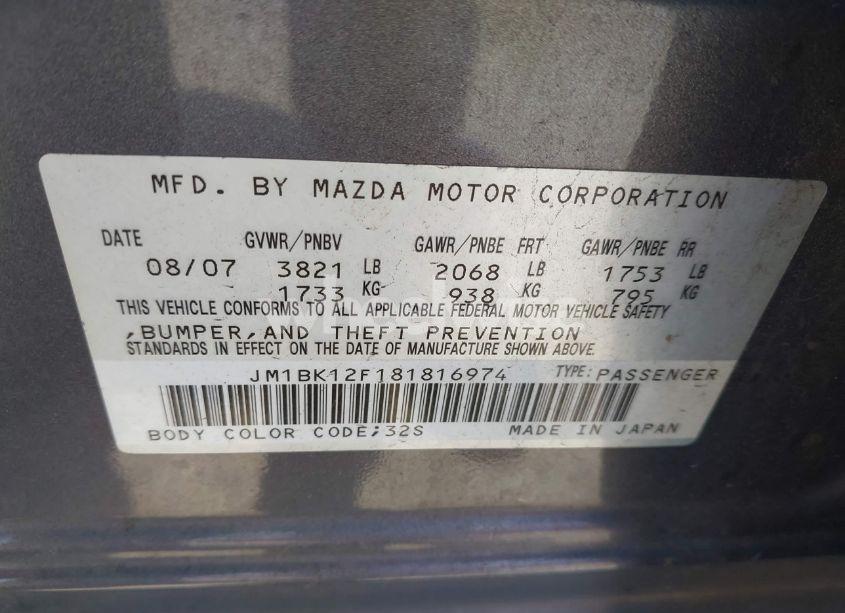 MFD. BY MAZDA MOTOR CORPORATION
DATE GVWR/PNBV GAWR/PNBE FRT GAWR/PNBE RR
08/07 3821 LB 2068 LB 1753 LB
1733 KG 938 KG 795 KG
THIS VEHICLE CONFORMS TO ALL APPLICABLE FEDERAL MOTOR VEHICLE SAFETY
,BUMPER,AND THEFT PREVENTION
STANDARDS IN EFFECT ON THE DATE OF MANUFACTURE SHOWN ABOVE.
JM1BK12F181816974 TYPE:PASSENGER
BODY COLOR CODE;32S MADE IN JAPAN